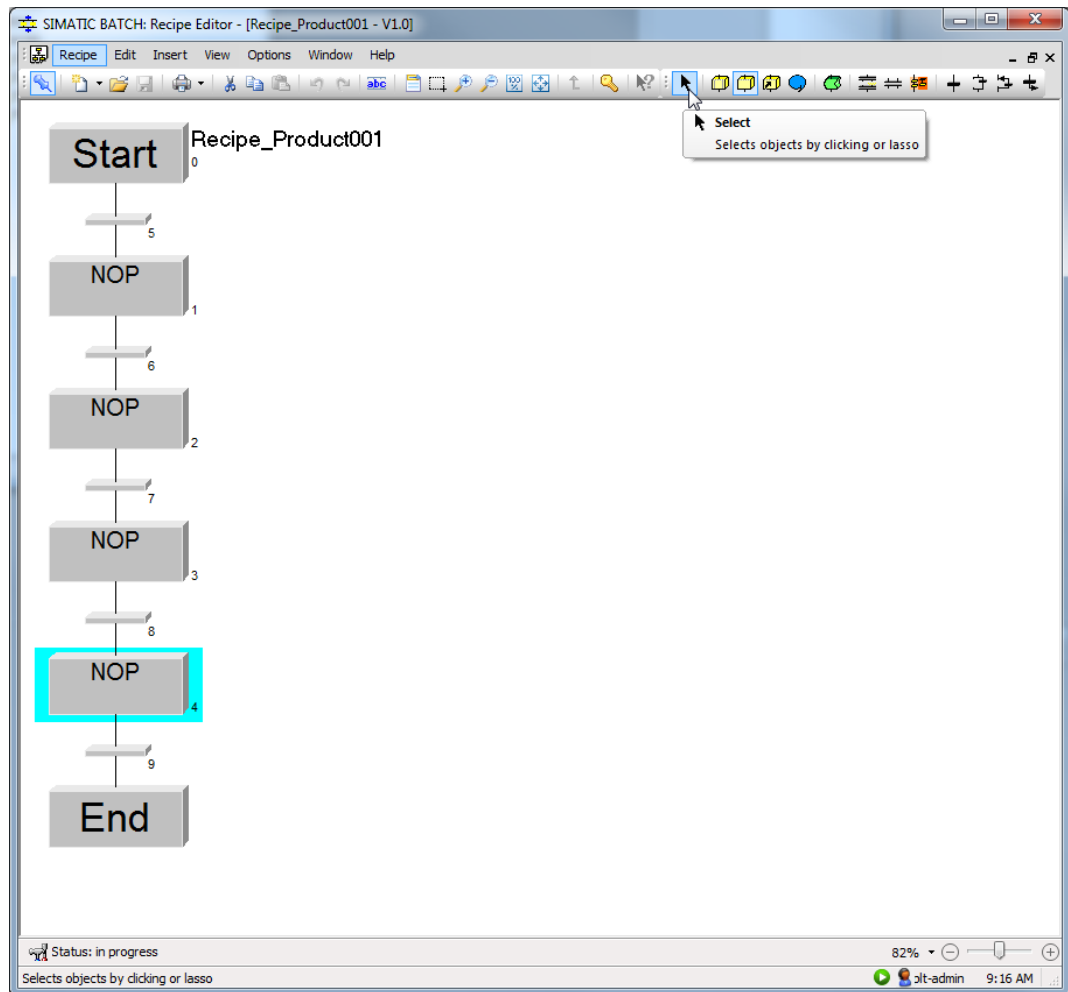 SIMATIC BATCH: Recipe Editor - [Recipe_Product001 - V1.0]
Recipe Edit Insert View Options Window Help
abc
Select
Selects objects by clicking or lasso
Start
Recipe_Product001
0
5
NOP
1
6
NOP
2
7
NOP
3
8
NOP
4
9
End
Status: in progress
82%
Selects objects by clicking or lasso
-admin 9:16 AM